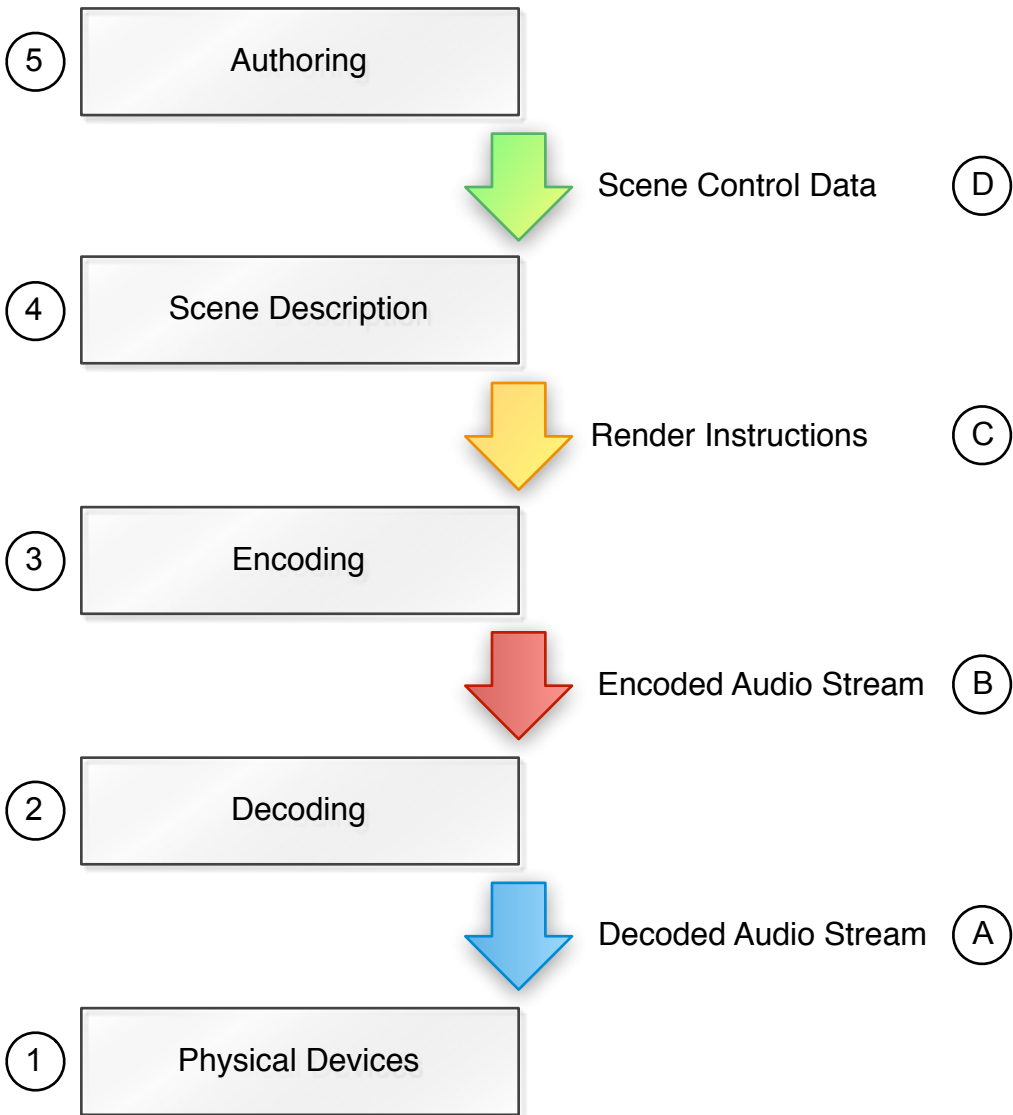 5 Authoring
Scene Control Data D
4 Scene Description
Render Instructions C
3 Encoding
Encoded Audio Stream B
2 Decoding
Decoded Audio Stream A
1 Physical Devices